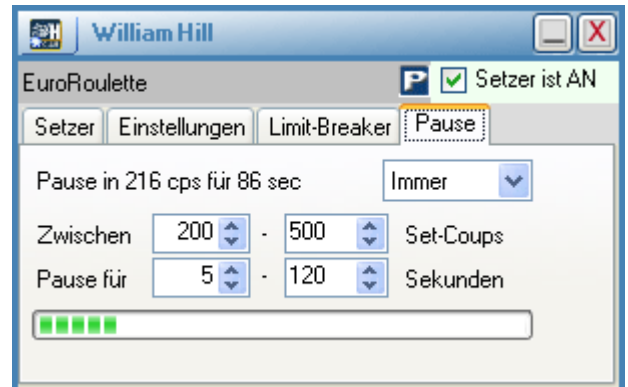 William Hill
EuroRoulette P Setzer ist AN
Setzer Einstellungen Limit-Breaker Pause
Pause in 216 cps für 86 sec Immer
Zwischen 200 - 500 Set-Coups
Pause für 5 - 120 Sekunden